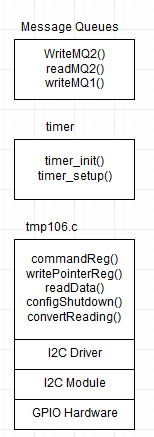 Message Queues
WriteMQ2()
readMQ2()
writeMQ1()
timer
timer_init()
timer_setup()
tmp106.c
commandReg()
writePointerReg()
readData()
configShutdown()
convertReading()
I2C Driver
I2C Module
GPIO Hardware